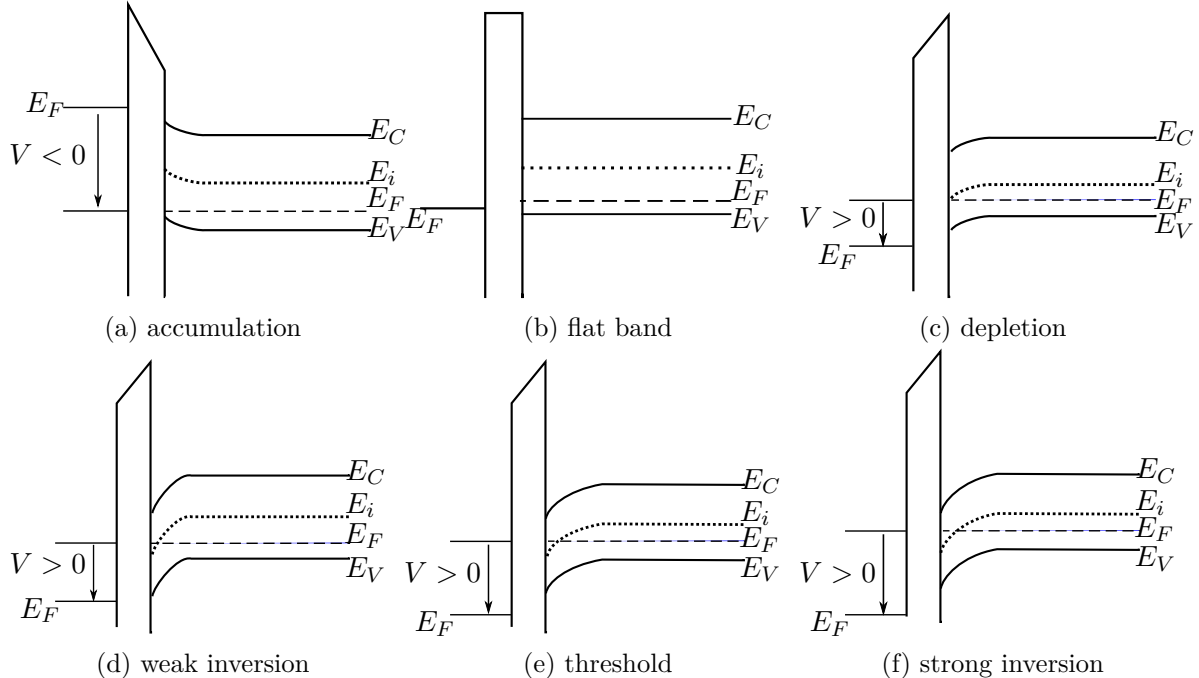 E_F
V < 0
E_C
E_i
E_F
E_V
(a) accumulation
E_F
E_C
E_i
E_F
E_V
(b) flat band
V > 0
E_F
E_C
E_i
E_F
E_V
(c) depletion
V > 0
E_F
E_C
E_i
E_F
E_V
(d) weak inversion
V > 0
E_F
E_C
E_i
E_F
E_V
(e) threshold
V > 0
E_F
E_C
E_i
E_F
E_V
(f) strong inversion